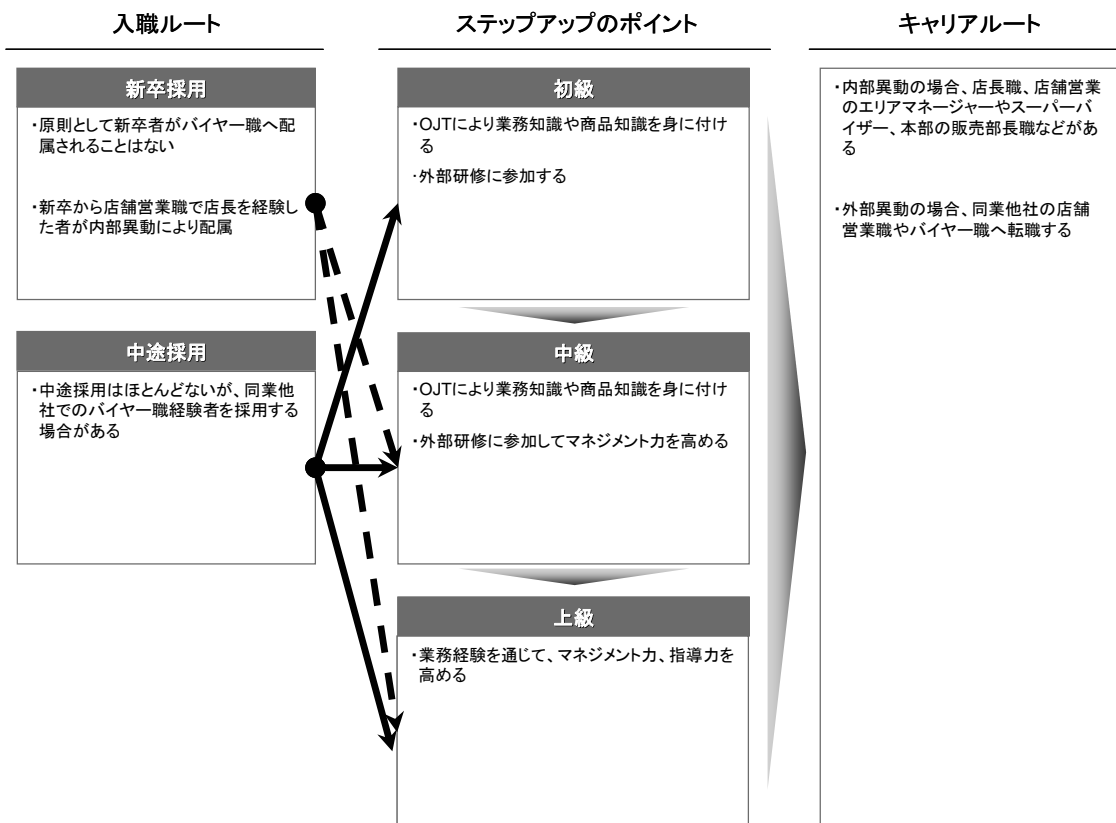 入職ルート
ステップアップのポイント
キャリアルート
新卒採用
・原則として新卒者がバイヤー職へ配
属されることはない
・新卒から店舗営業職で店長を経験し
た者が内部異動により配属
中途採用
・中途採用はほとんどないが、同業他
社でのバイヤー職経験者を採用する
場合がある
初級
・OJTにより業務知識や商品知識を身に付け
る
・外部研修に参加する
中級
・OJTにより業務知識や商品知識を身に付け
る
・外部研修に参加してマネジメント力を高める
上級
・業務経験を通じて、マネジメント力、指導力を
高める
・内部異動の場合、店長職、店舗営業
のエリアマネージャーやスーパーバ
イザー、本部の販売部長職などがあ
る
・外部異動の場合、同業他社の店舗
営業職やバイヤー職へ転職する